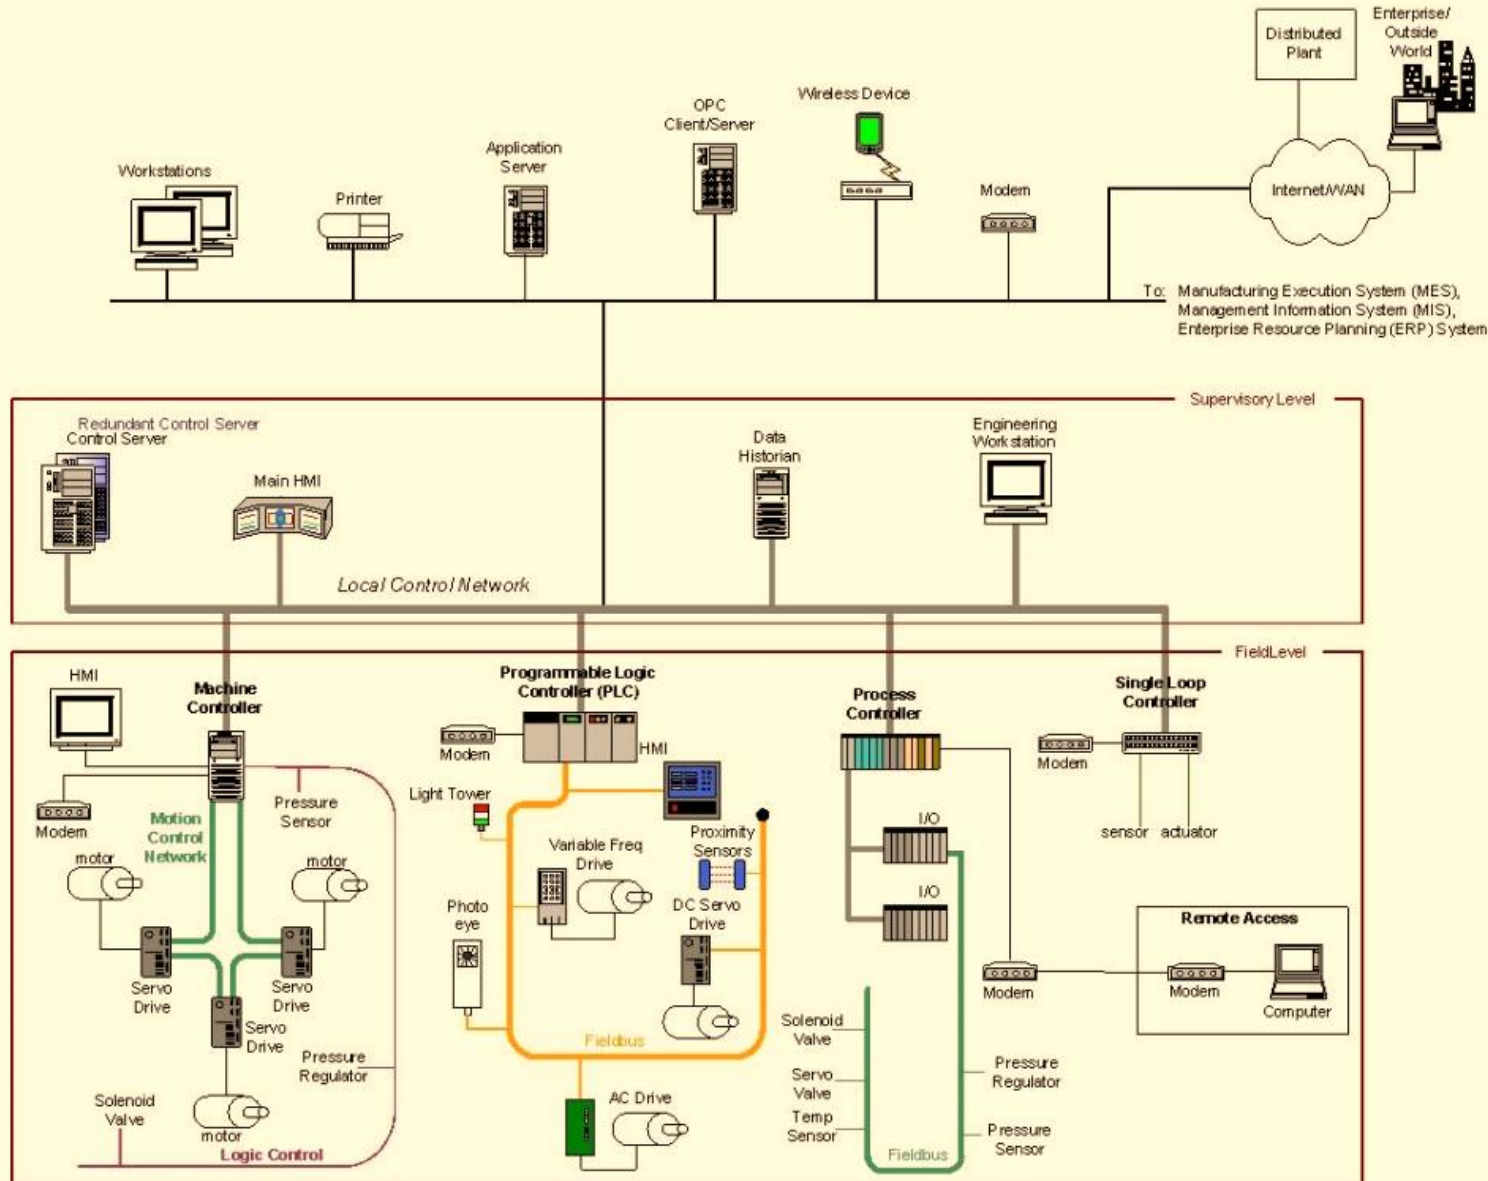 Distributed
Plant
Enterprise/
Outside
World
Internet/WAN
Workstations
Printer
Application
Server
OPC
Client/Server
Wireless Device
Modem
To: Manufacturing Execution System (MES),
Management Information System (MIS),
Enterprise Resource Planning (ERP) System
Supervisory Level
Redundant Control Server
Control Server
Main HMI
Data
Historian
Engineering
Workstation
Local Control Network
FieldLevel
HMI
Machine
Controller
Modem
Pressure
Sensor
Motion
Control
Network
motor
motor
Servo
Drive
Servo
Drive
Servo
Drive
motor
Pressure
Regulator
Solenoid
Valve
Logic Control
Programmable Logic
Controller (PLC)
Modem
HMI
Light Tower
Proximity
Sensors
Variable Freq
Drive
Photo
eye
DC Servo
Drive
Fieldbus
AC Drive
Process
Controller
I/O
I/O
Modem
Solenoid
Valve
Servo
Valve
Temp
Sensor
Pressure
Regulator
Pressure
Sensor
Fieldbus
Single Loop
Controller
Modem
sensor
actuator
Remote Access
Modem
Computer